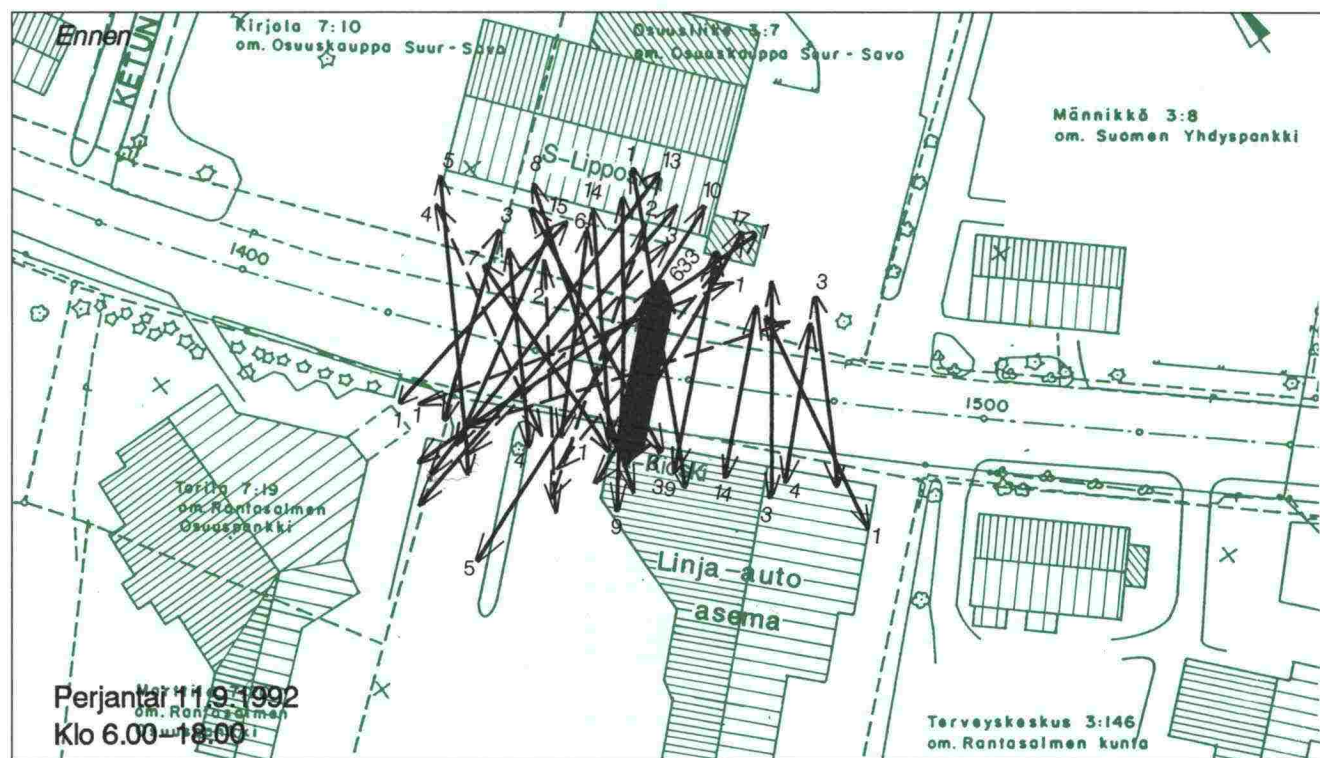 Ennen
KETUN
Kirjola 7:10
om. Osuuskauppa Suur-Savo
Osuusliike 3:7
om. Osuuskauppa Suur-Savo
Männikkö 3:8
om. Suomen Yhdyspankki
S-Lippos
5
8
1
13
4
3
15
14
6
2
10
17
1
7
3
633
2
1
3
1400
1500
1
4
1
39
14
3
4
1
9
5
Kioski
Torila 7:19
om. Rantasalmen
Osuuspankki
Linja-auto
asema
Perjantai 11.9.1992
om. Rantasalmen
Klo 6.00-18.00
Osuuspankki
Terveyskeskus 3:146
om. Rantasalmen kunta